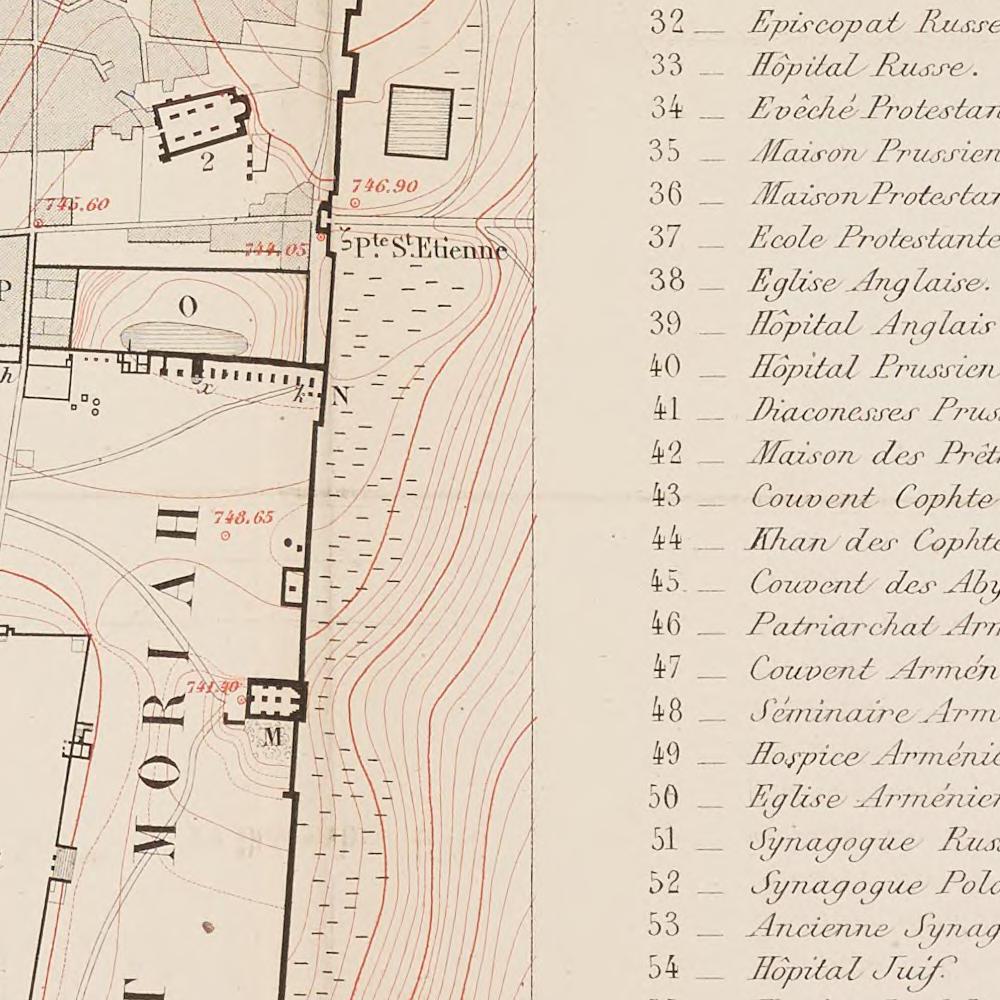 2
746.90
745.60
744.05
Pte St. Etienne
P
O
h
x
k
N
748.65
741.40
M
MORIAH
T
32 — Episcopat Russe
33 — Hôpital Russe.
34 — Evêché Protestan
35 — Maison Prussien
36 — Maison Protestan
37 — Ecole Protestante
38 — Eglise Anglaise.
39 — Hôpital Anglais
40 — Hôpital Prussien
41 — Diaconesses Prus
42 — Maison des Prêt
43 — Couvent Cophte
44 — Khan des Cophte
45 — Couvent des Aby
46 — Patriarchat Arm
47 — Couvent Armén
48 — Séminaire Arm
49 — Hospice Arménie
50 — Eglise Arménien
51 — Synagogue Rus
52 — Synagogue Polo
53 — Ancienne Synag
54 — Hôpital Juif.